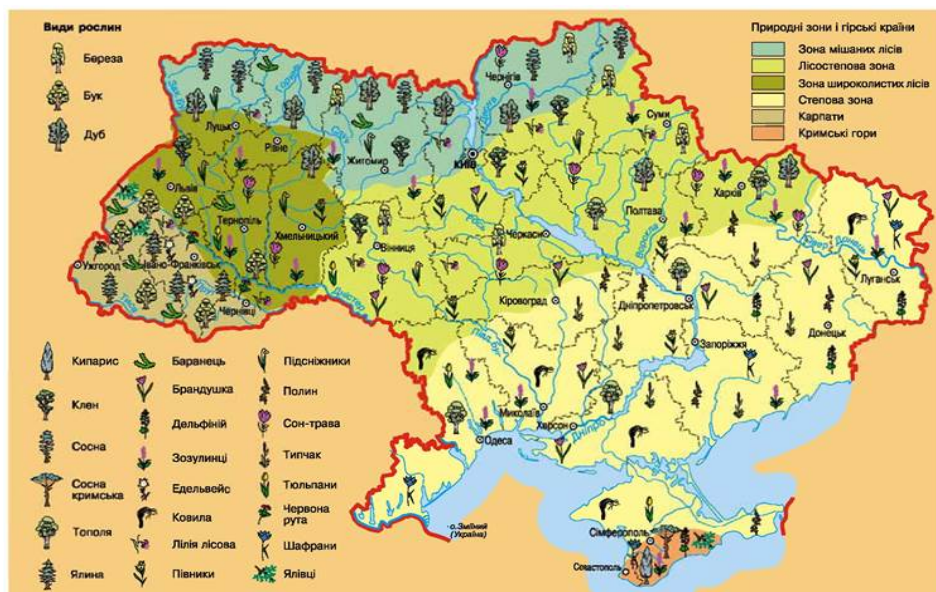 Види рослин
Береза
Бук
Дуб
Природні зони і гірські країни
Зона мішаних лісів
Лісостепова зона
Зона широколистих лісів
Степова зона
Карпати
Кримські гори
Чернігів
Суми
Луцьк
Рівне
Житомир
КИЇВ
Львів
Тернопіль
Хмельницький
Вінниця
Черкаси
Полтава
Харків
Ужгород
Івано-Франківськ
Чернівці
Дністер
Кіровоград
Дніпропетровськ
Луганськ
Донецьк
Запоріжжя
Миколаїв
Херсон
Дніпро
Одеса
о.Зміїний
(Україна)
Сімферополь
Севастополь
Кипарис
Клен
Сосна
Сосна
кримська
Тополя
Ялина
Баранець
Брандушка
Дельфіній
Зозулинці
Едельвейс
Ковила
Лілія лісова
Півники
Підсніжники
Полин
Сон-трава
Типчак
Тюльпани
Червона
рута
Шафрани
Ялівці